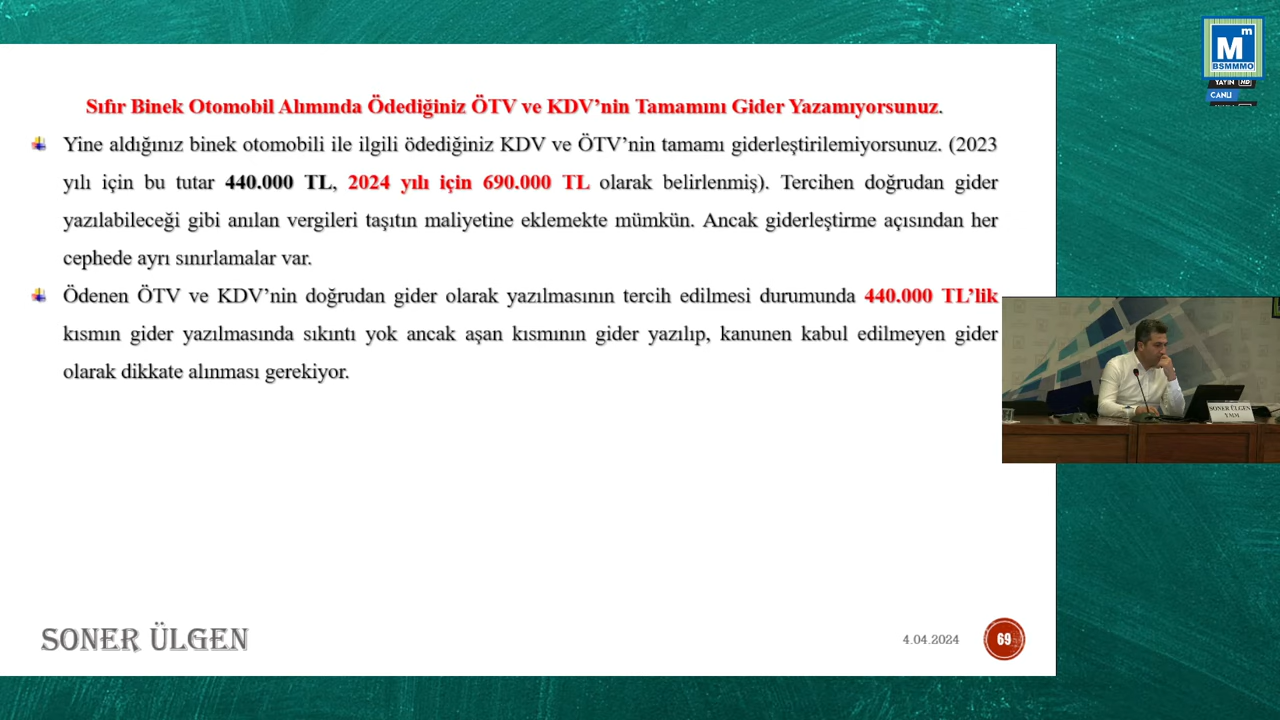 Sıfır Binek Otomobil Alımında Ödediğiniz ÖTV ve KDV’nin Tamamını Gider Yazamıyorsunuz.
Yine aldığınız binek otomobili ile ilgili ödediğiniz KDV ve ÖTV’nin tamamı giderleştirilemiyorsunuz. (2023
yılı için bu tutar 440.000 TL, 2024 yılı için 690.000 TL olarak belirlenmiş). Tercihen doğrudan gider
yazılabileceği gibi anılan vergileri taşıtın maliyetine eklemekte mümkün. Ancak giderleştirme açısından her
cephede ayrı sınırlamalar var.
Ödenen ÖTV ve KDV’nin doğrudan gider olarak yazılmasının tercih edilmesi durumunda 440.000 TL’lik
kısmın gider yazılmasında sıkıntı yok ancak aşan kısmının gider yazılıp, kanunen kabul edilmeyen gider
olarak dikkate alınması gerekiyor.
SONER ÜLGEN
4.04.2024
69
M m
BSMMMO
YAYIN HD
CANLI
SONER ÜLGEN
YMM